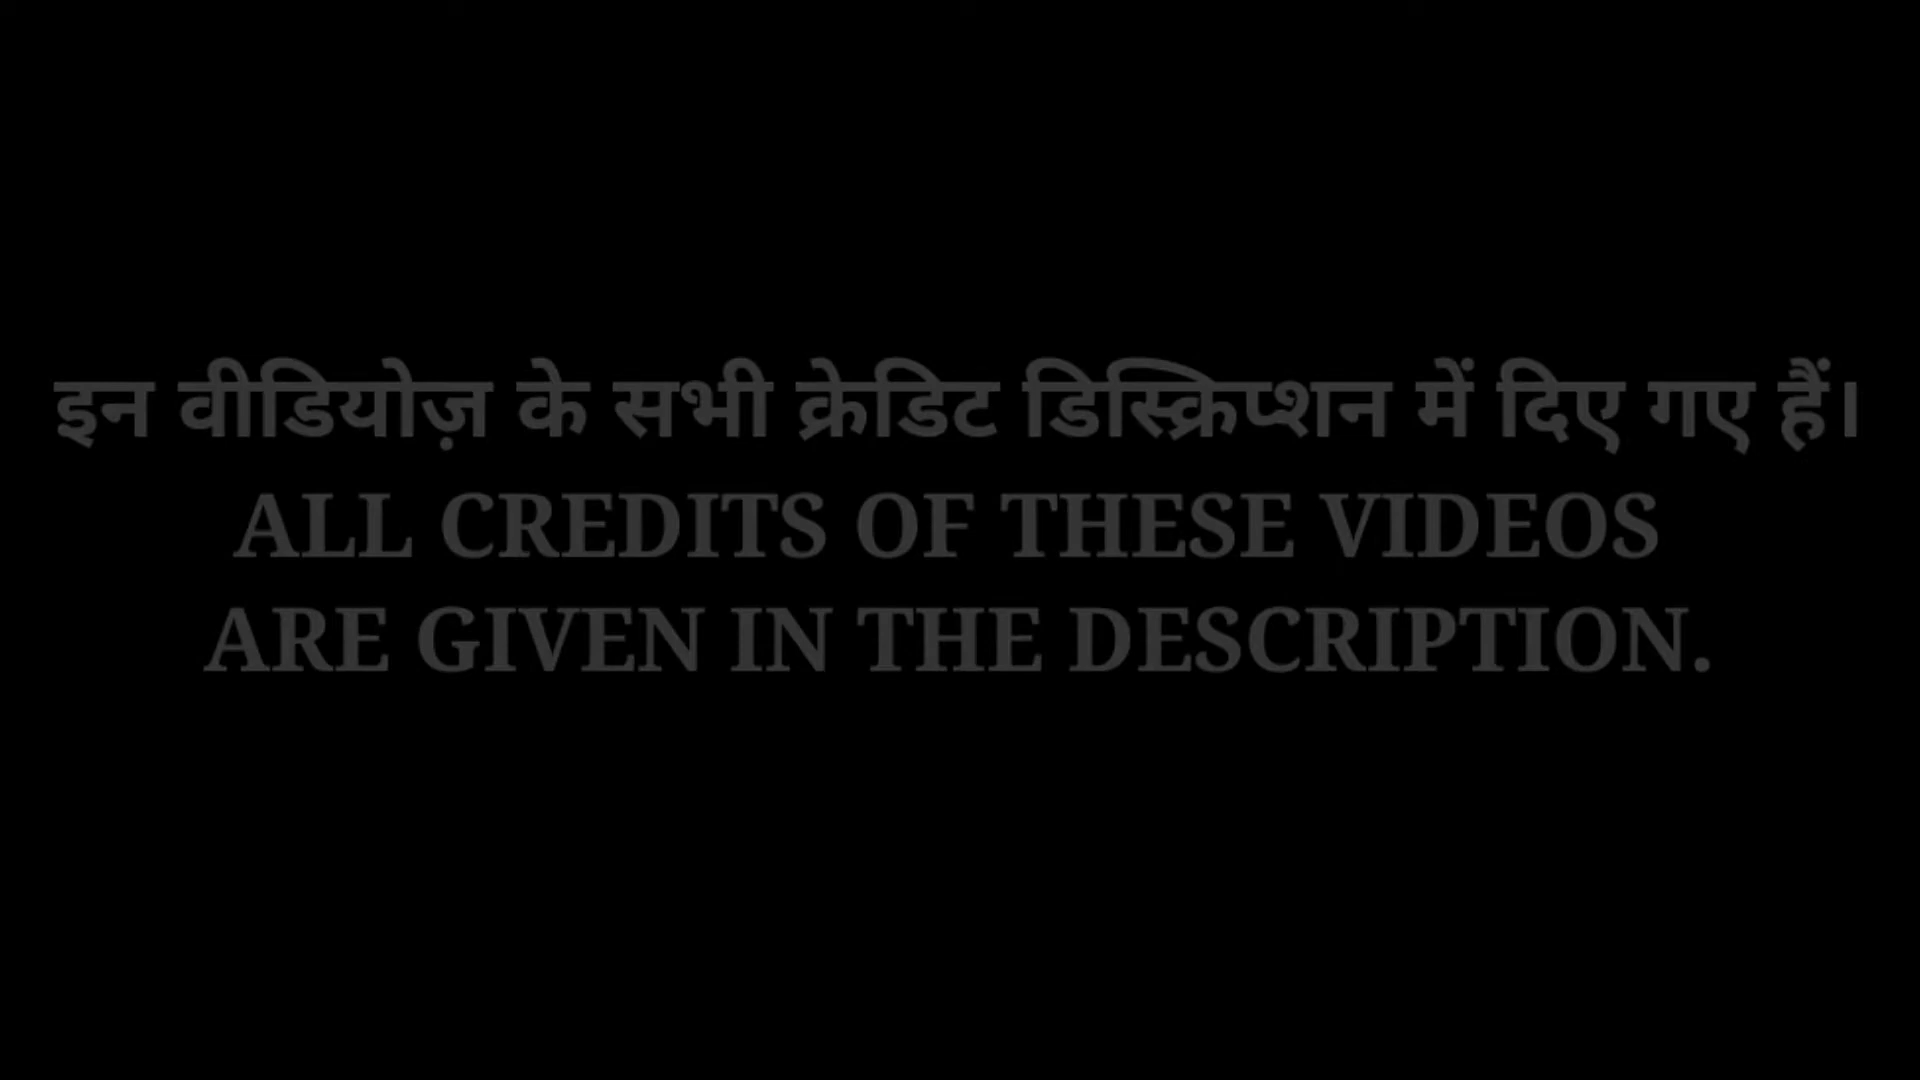 इन वीडियोज़ के सभी क्रेडिट डिस्क्रिप्शन में दिए गए हैं।
ALL CREDITS OF THESE VIDEOS
ARE GIVEN IN THE DESCRIPTION.